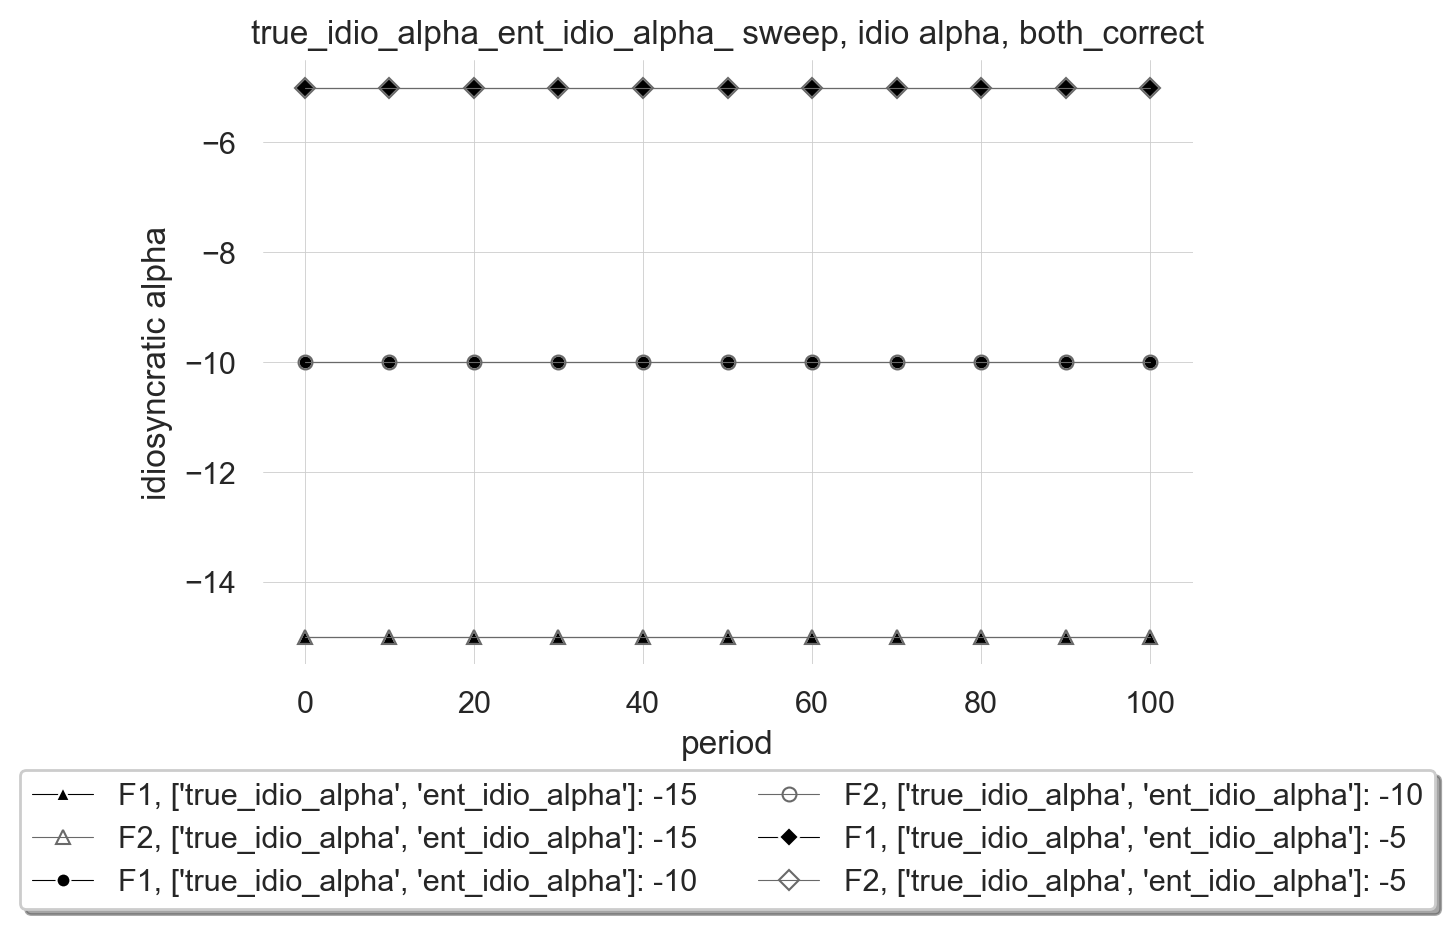 true_idio_alpha_ent_idio_alpha_ sweep, idio alpha, both_correct
idiosyncratic alpha
−6
−8
−10
−12
−14
0 20 40 60 80 100
period
F1, ['true_idio_alpha', 'ent_idio_alpha']: -15
F2, ['true_idio_alpha', 'ent_idio_alpha']: -15
F1, ['true_idio_alpha', 'ent_idio_alpha']: -10
F2, ['true_idio_alpha', 'ent_idio_alpha']: -10
F1, ['true_idio_alpha', 'ent_idio_alpha']: -5
F2, ['true_idio_alpha', 'ent_idio_alpha']: -5